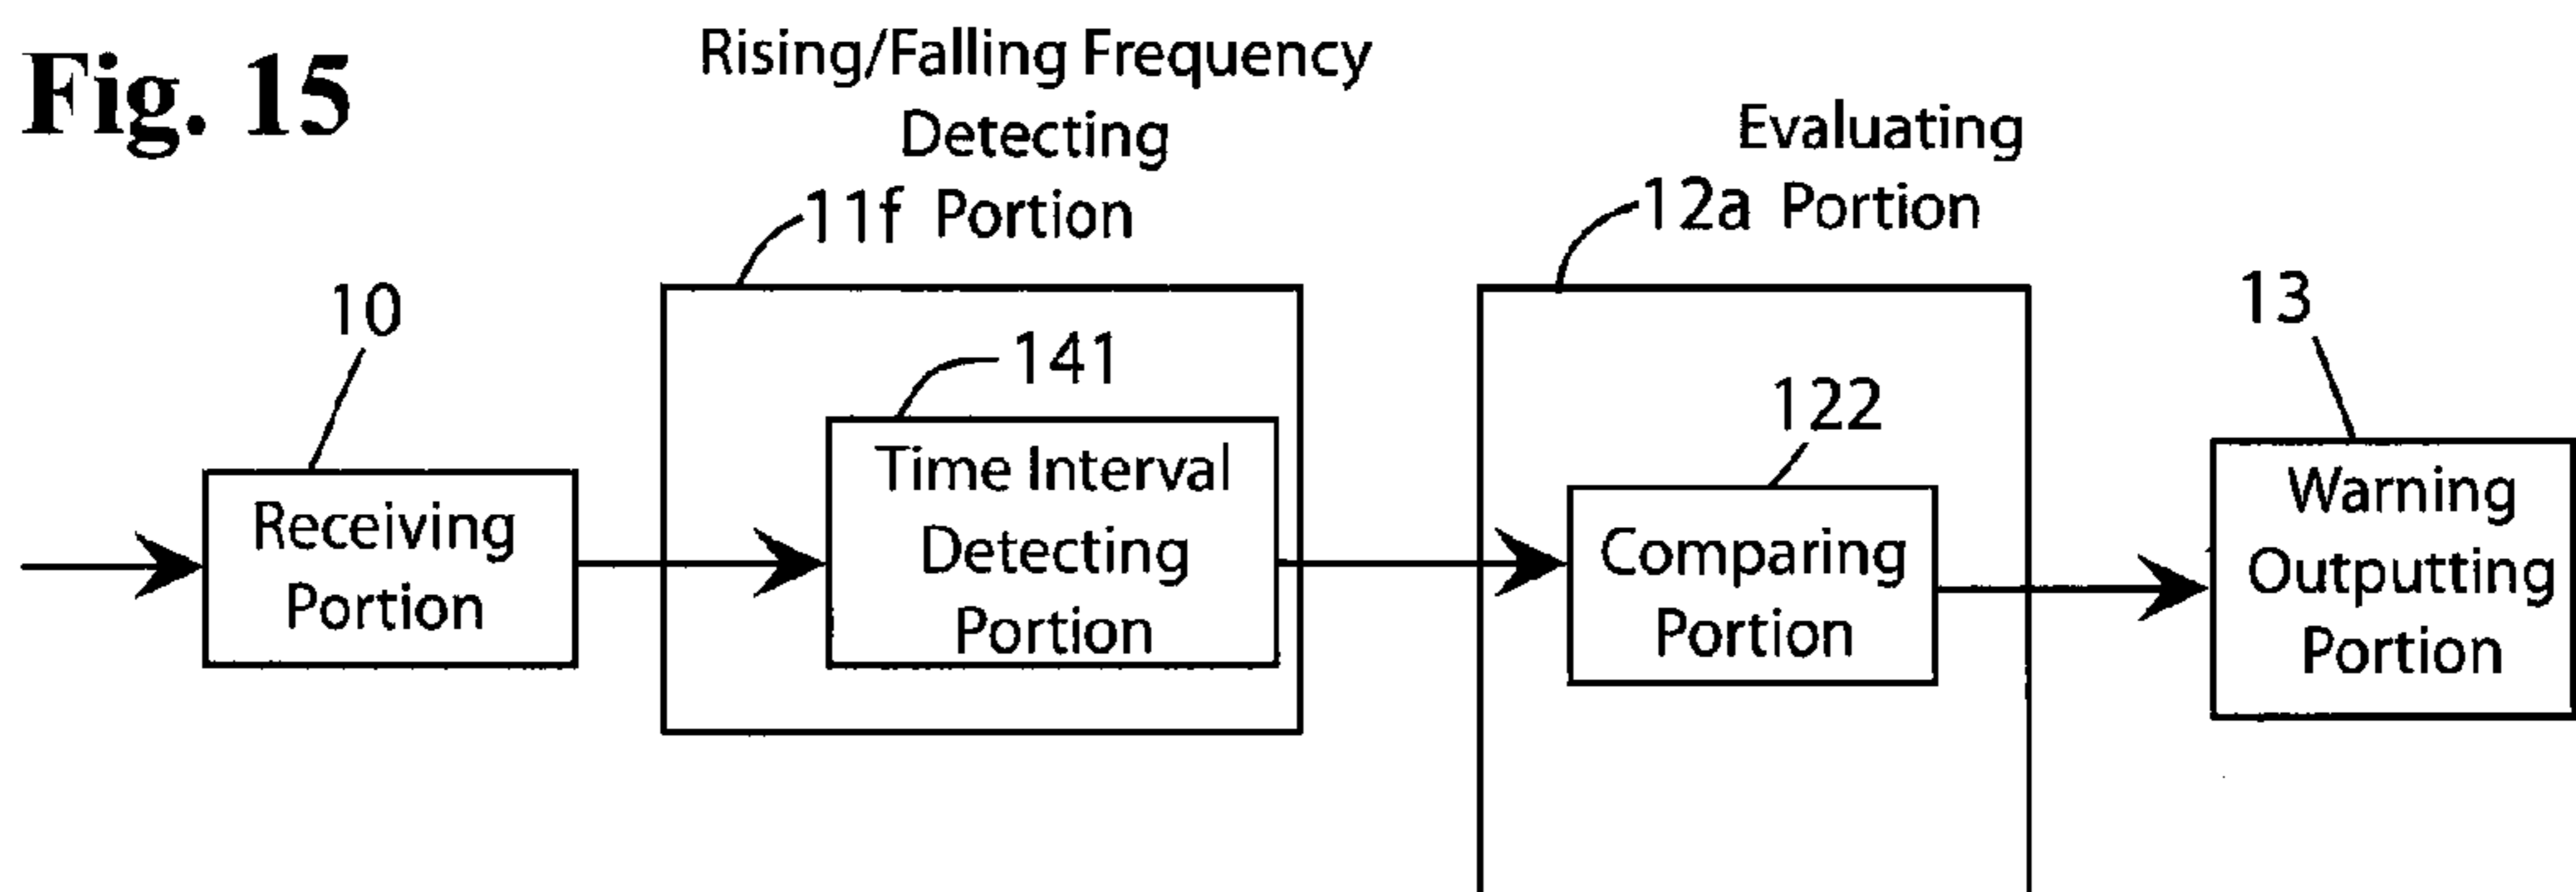 Fig. 15
Rising/Falling Frequency
Detecting
11f Portion
Evaluating
12a Portion
10
141
122
13
Receiving
Portion
Time Interval
Detecting
Portion
Comparing
Portion
Warning
Outputting
Portion